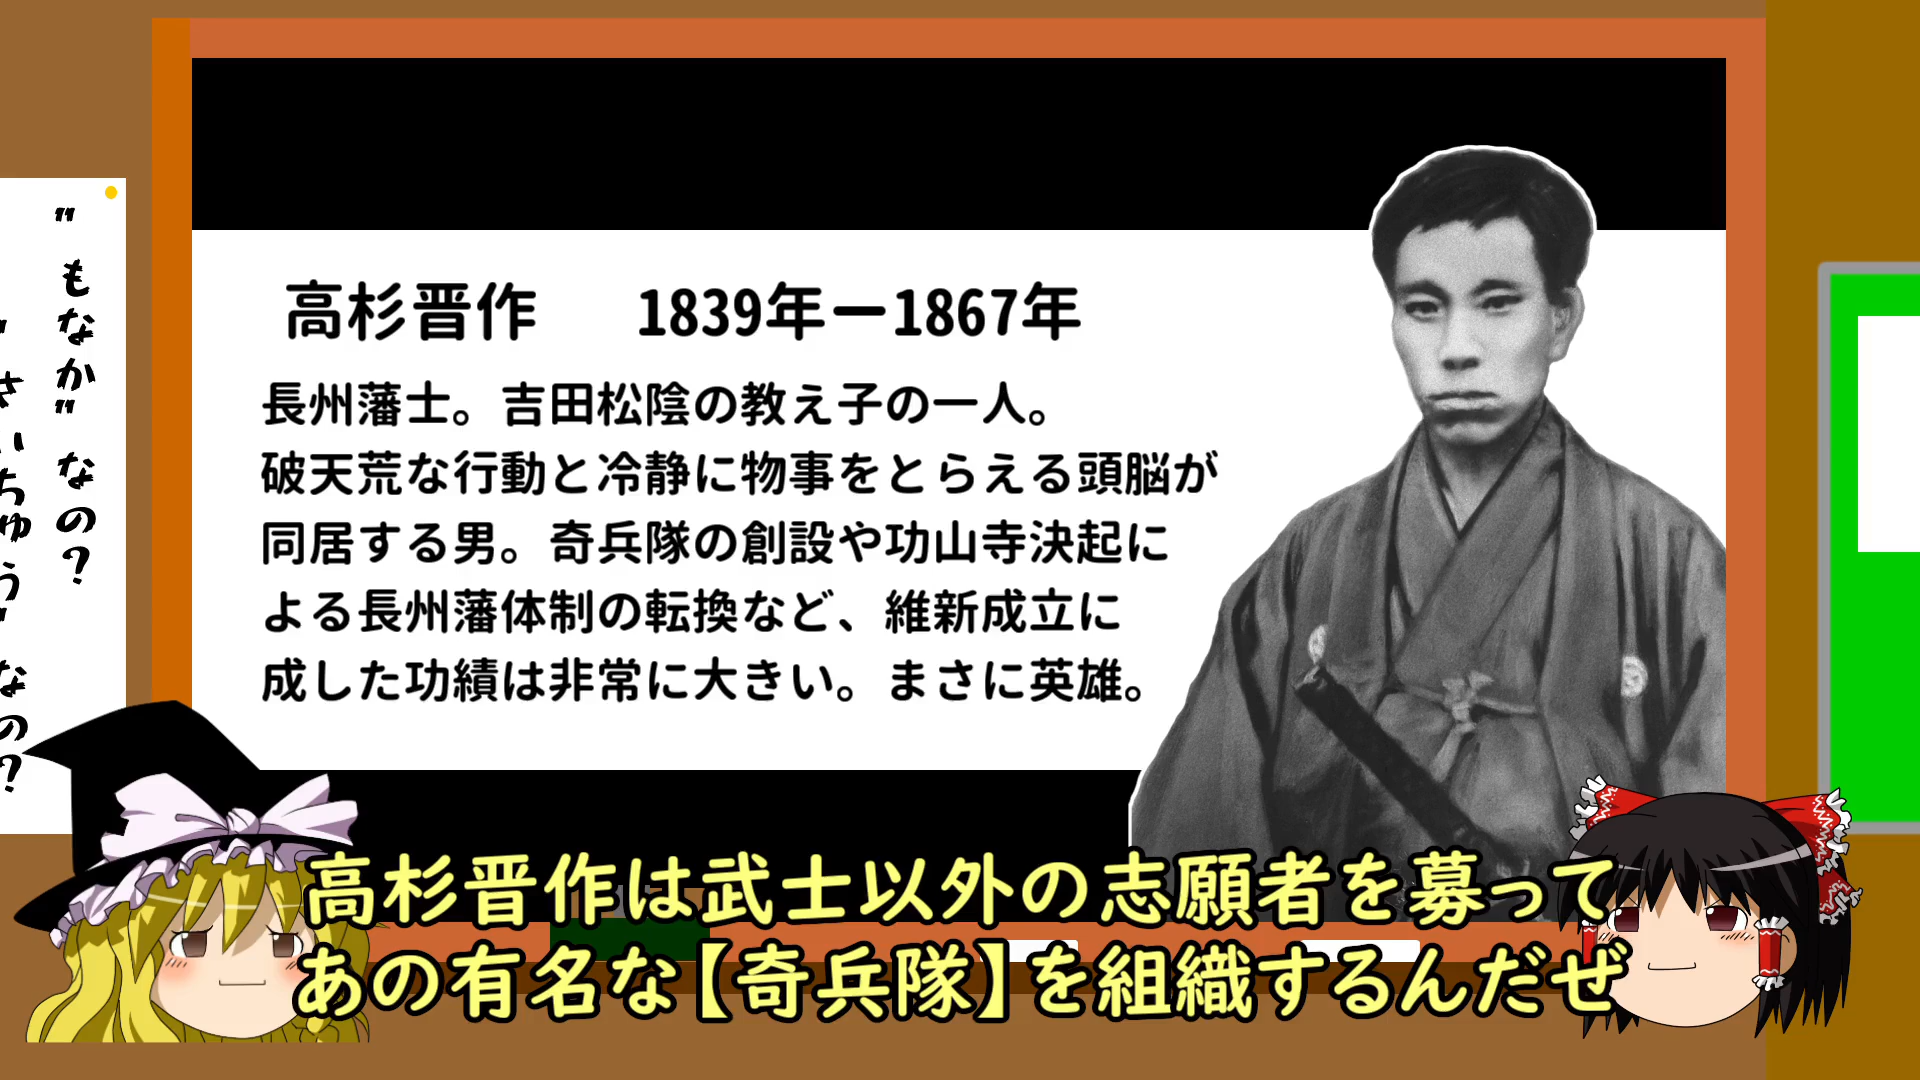 高杉晋作　1839年ー1867年
長州藩士。吉田松陰の教え子の一人。
破天荒な行動と冷静に物事をとらえる頭脳が
同居する男。奇兵隊の創設や功山寺決起に
よる長州藩体制の転換など、維新成立に
成した功績は非常に大きい。まさに英雄。
"もなか"なの?
"さいちゅう"なの?
高杉晋作は武士以外の志願者を募って
あの有名な【奇兵隊】を組織するんだぜ